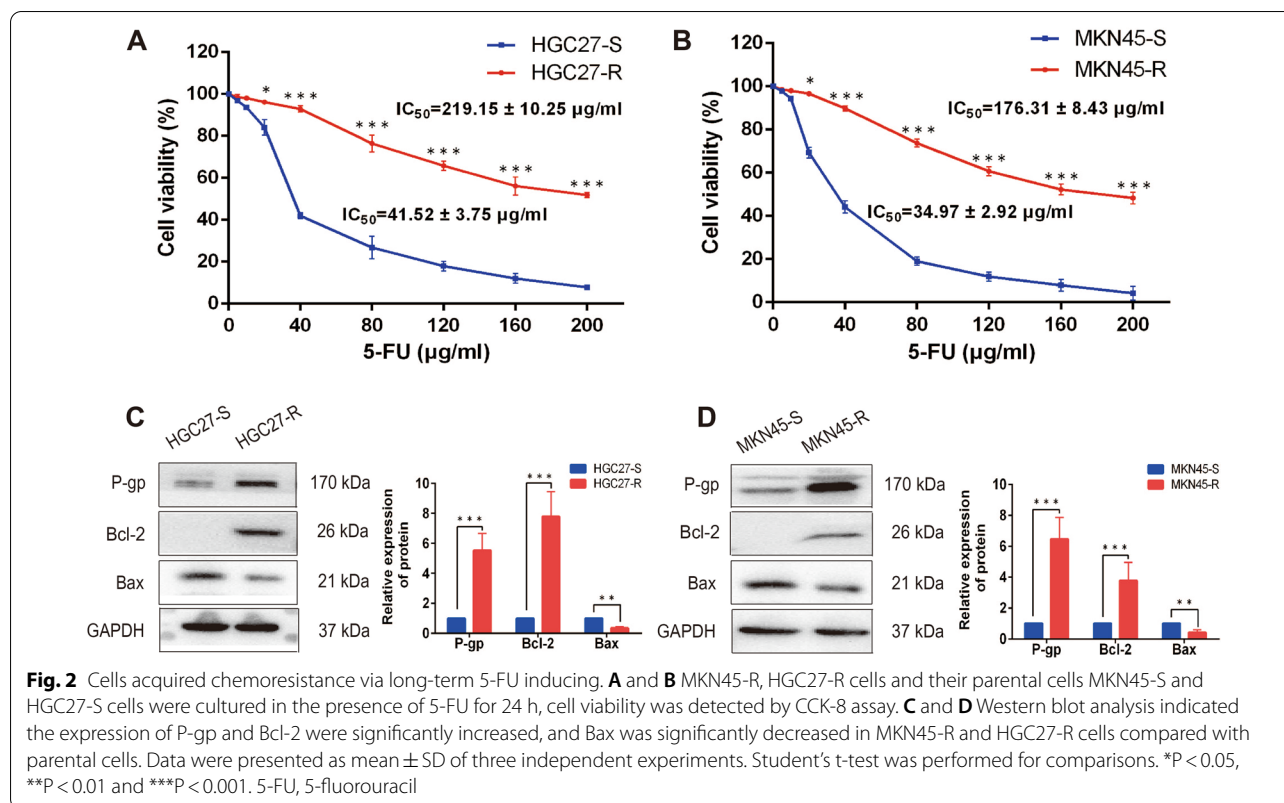 A
HGC27-S
HGC27-R
120
100
80
60
40
20
0
Cell viability (%)
* *** *** *** *** ***
IC50=219.15 ± 10.25 µg/ml
IC50=41.52 ± 3.75 µg/ml
0 40 80 120 160 200
5-FU (µg/ml)
B
MKN45-S
MKN45-R
120
100
80
60
40
20
0
Cell viability (%)
* *** *** *** *** ***
IC50=176.31 ± 8.43 µg/ml
IC50=34.97 ± 2.92 µg/ml
0 40 80 120 160 200
5-FU (µg/ml)
C
HGC27-S HGC27-R
P-gp 170 kDa
Bcl-2 26 kDa
Bax 21 kDa
GAPDH 37 kDa
Relative expression
of protein
10
8
6
4
2
0
*** *** **
HGC27-S
HGC27-R
P-gp Bcl-2 Bax
D
MKN45-S MKN45-R
P-gp 170 kDa
Bcl-2 26 kDa
Bax 21 kDa
GAPDH 37 kDa
Relative expression
of protein
10
8
6
4
2
0
*** *** **
MKN45-S
MKN45-R
P-gp Bcl-2 Bax
Fig. 2 Cells acquired chemoresistance via long-term 5-FU inducing. A and B MKN45-R, HGC27-R cells and their parental cells MKN45-S and
HGC27-S cells were cultured in the presence of 5-FU for 24 h, cell viability was detected by CCK-8 assay. C and D Western blot analysis indicated
the expression of P-gp and Bcl-2 were significantly increased, and Bax was significantly decreased in MKN45-R and HGC27-R cells compared with
parental cells. Data were presented as mean ± SD of three independent experiments. Student's t-test was performed for comparisons. *P < 0.05,
**P < 0.01 and ***P < 0.001. 5-FU, 5-fluorouracil